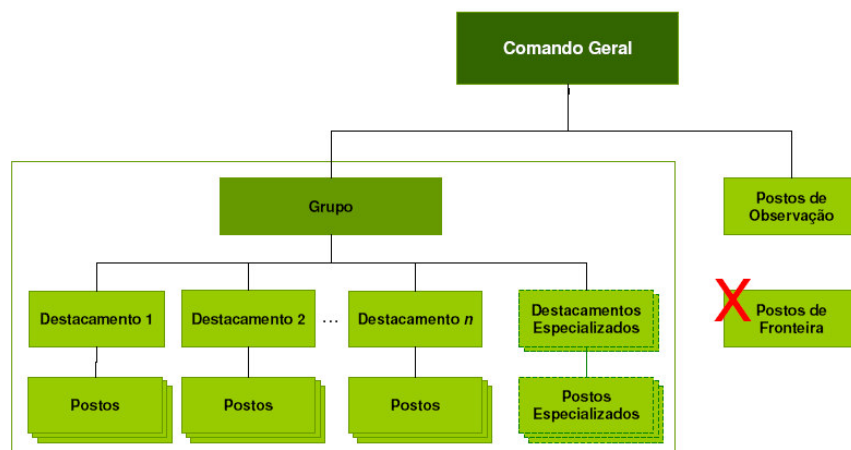 Comando Geral
Grupo
Postos de
Observação
Destacamento 1
Destacamento 2
...
Destacamento n
Destacamentos
Especializados
Postos de
Fronteira
Postos
Postos
Postos
Postos
Especializados